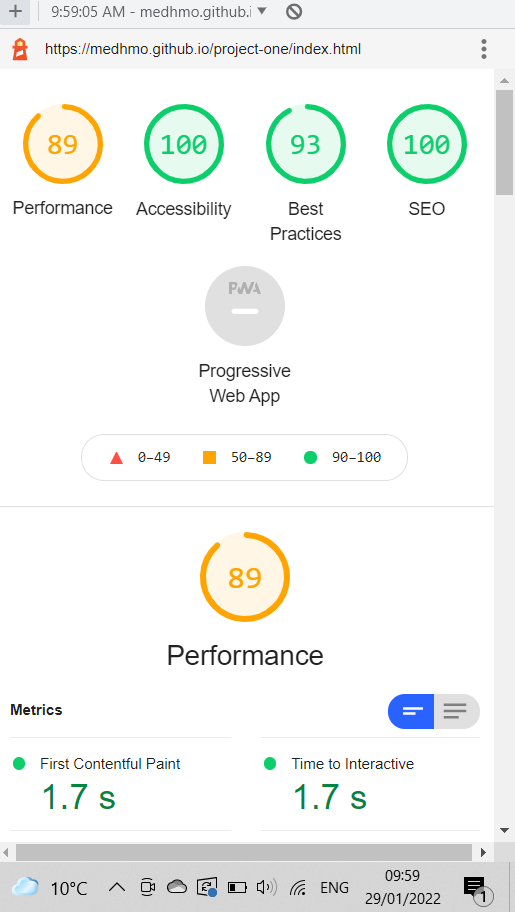 9:59:05 AM - medhmo.github.i
https://medhmo.github.io/project-one/index.html
89
100
93
100
Performance
Accessibility
Best
Practices
SEO
PWA
Progressive
Web App
0–49
50–89
90–100
89
Performance
Metrics
First Contentful Paint
1.7 s
Time to Interactive
1.7 s
10°C
ENG
09:59
29/01/2022
1